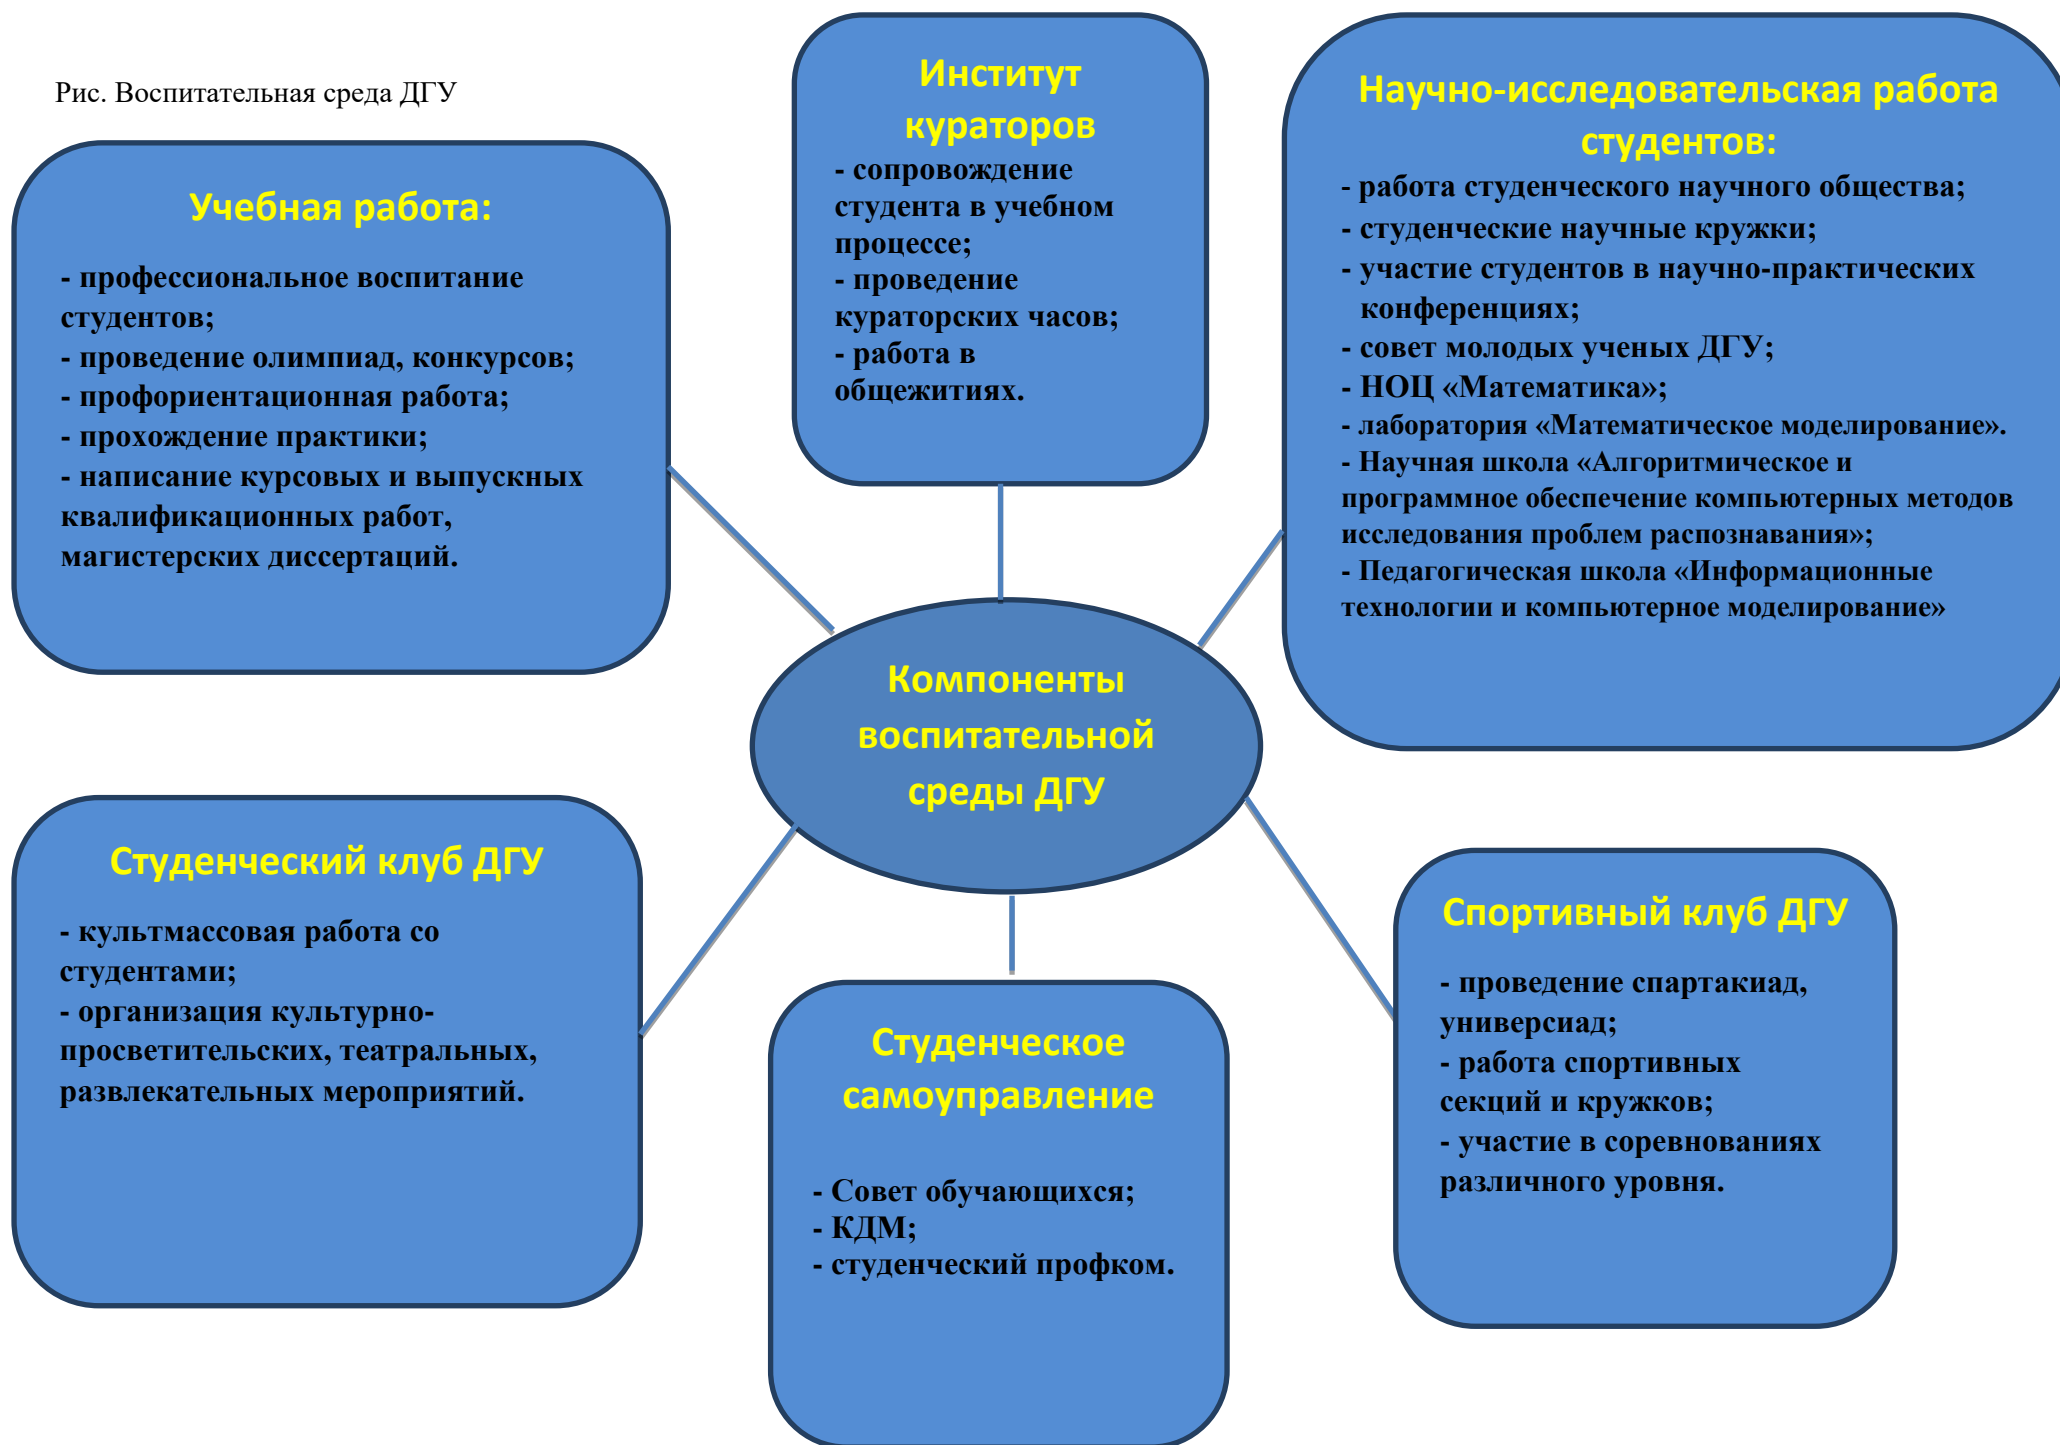 Рис. Воспитательная среда ДГУ
Учебная работа:
- профессиональное воспитание
студентов;
- проведение олимпиад, конкурсов;
- профориентационная работа;
- прохождение практики;
- написание курсовых и выпускных
квалификационных работ,
магистерских диссертаций.
Институт
кураторов
- сопровождение
студента в учебном
процессе;
- проведение
кураторских часов;
- работа в
общежитиях.
Научно-исследовательская работа
студентов:
- работа студенческого научного общества;
- студенческие научные кружки;
- участие студентов в научно-практических
конференциях;
- совет молодых ученых ДГУ;
- НОЦ «Математика»;
- лаборатория «Математическое моделирование».
- Научная школа «Алгоритмическое и
программное обеспечение компьютерных методов
исследования проблем распознавания»;
- Педагогическая школа «Информационные
технологии и компьютерное моделирование»
Компоненты
воспитательной
среды ДГУ
Студенческий клуб ДГУ
- культмассовая работа со
студентами;
- организация культурно-
просветительских, театральных,
развлекательных мероприятий.
Студенческое
самоуправление
- Совет обучающихся;
- КДМ;
- студенческий профком.
Спортивный клуб ДГУ
- проведение спартакиад,
универсиад;
- работа спортивных
секций и кружков;
- участие в соревнованиях
различного уровня.